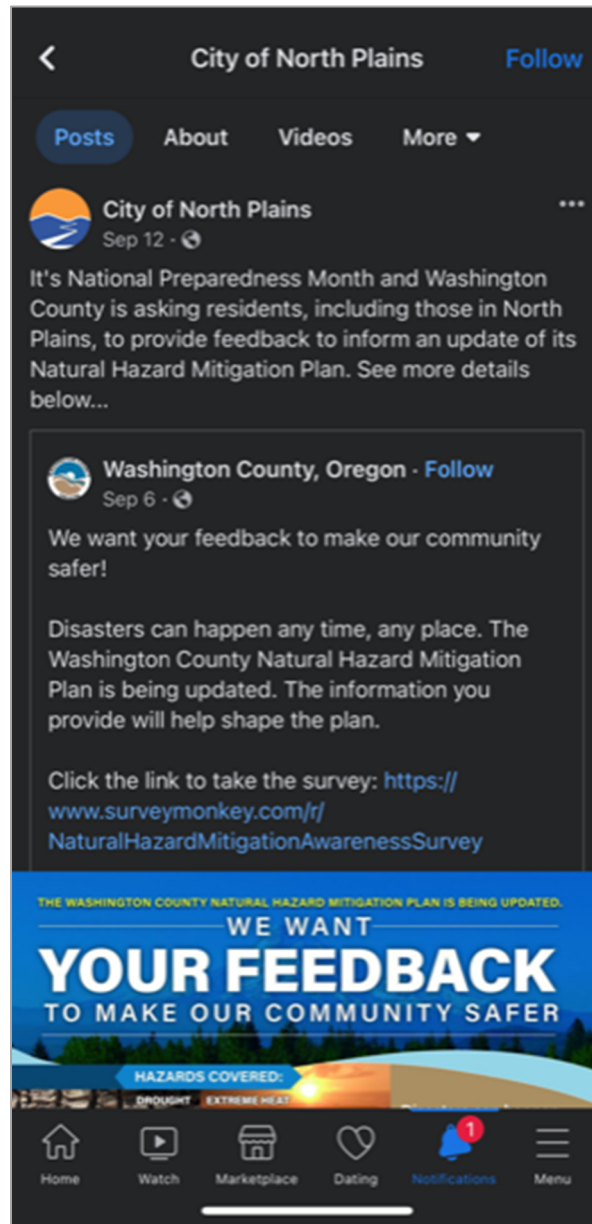 City of North Plains
Follow
Posts
About
Videos
More
City of North Plains
Sep 12 ·
It's National Preparedness Month and Washington
County is asking residents, including those in North
Plains, to provide feedback to inform an update of its
Natural Hazard Mitigation Plan. See more details
below...
Washington County, Oregon · Follow
Sep 6 ·
We want your feedback to make our community
safer!
Disasters can happen any time, any place. The
Washington County Natural Hazard Mitigation
Plan is being updated. The information you
provide will help shape the plan.
Click the link to take the survey: https://
www.surveymonkey.com/r/
NaturalHazardMitigationAwarenessSurvey
THE WASHINGTON COUNTY NATURAL HAZARD MITIGATION PLAN IS BEING UPDATED.
WE WANT
YOUR FEEDBACK
TO MAKE OUR COMMUNITY SAFER
HAZARDS COVERED:
DROUGHT
EXTREME HEAT
1
Home
Watch
Marketplace
Dating
Notifications
Menu